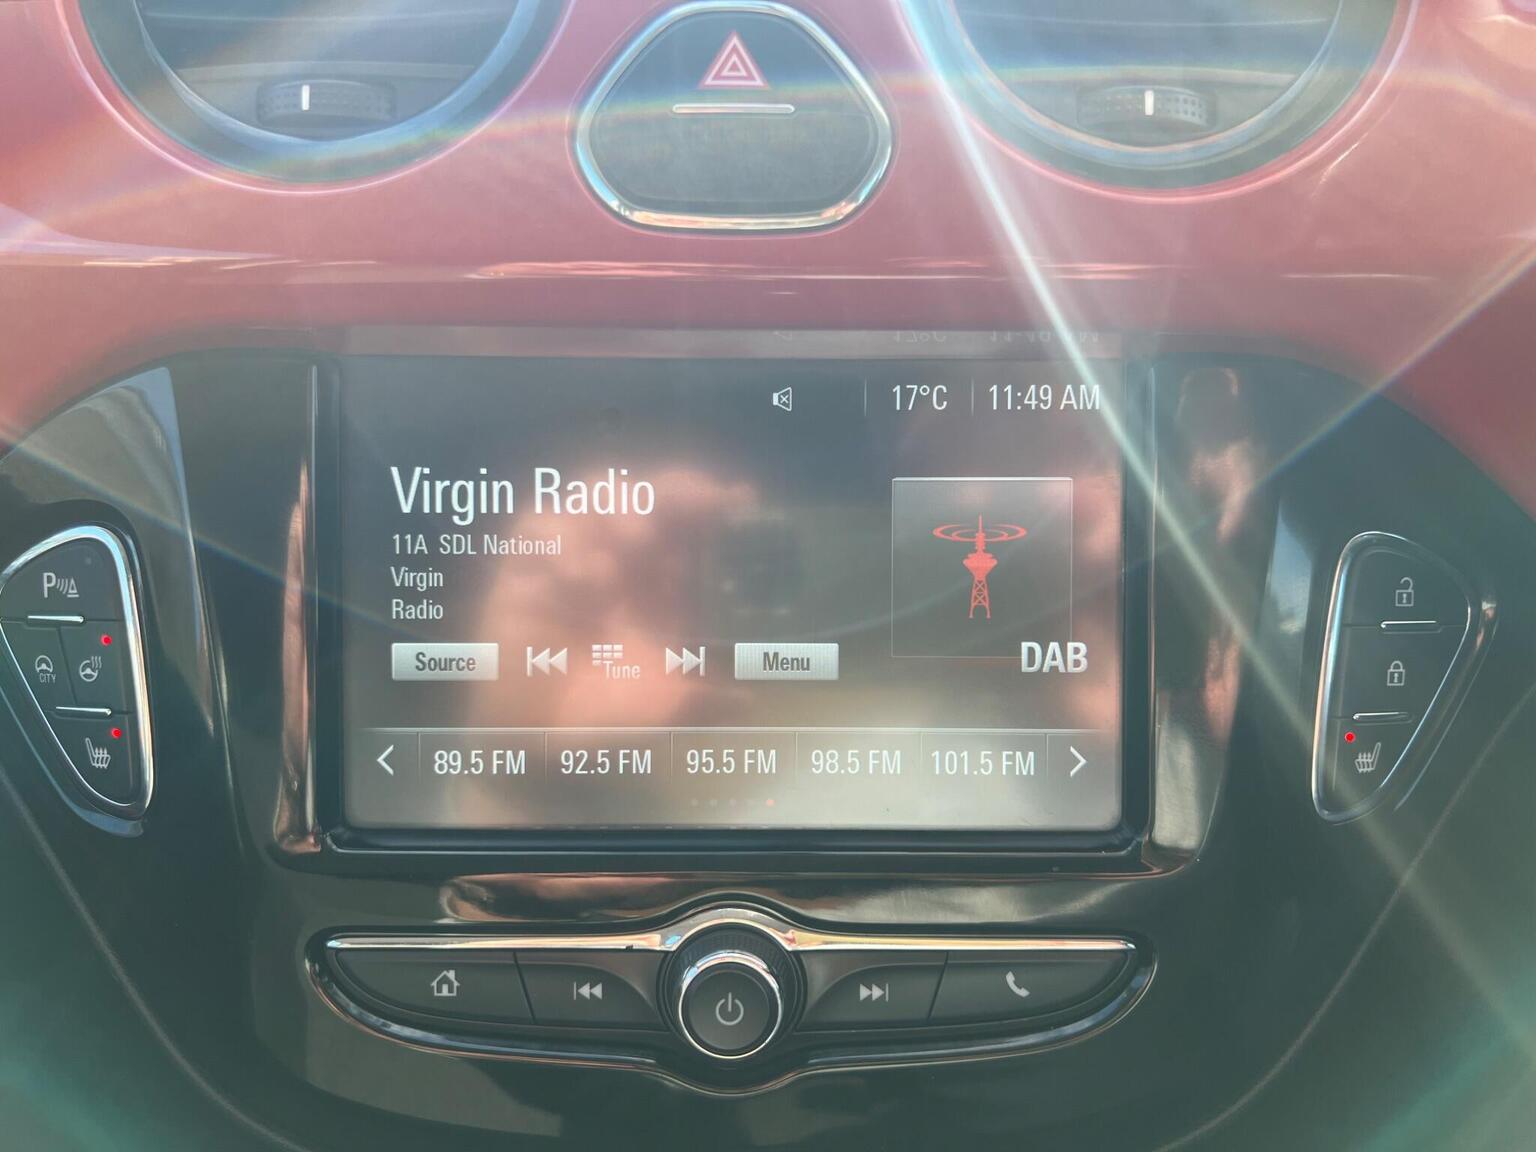 17°C 11:49 AM
Virgin Radio
11A SDL National
Virgin
Radio
Source Tune Menu
DAB
89.5 FM 92.5 FM 95.5 FM 98.5 FM 101.5 FM
P
CITY